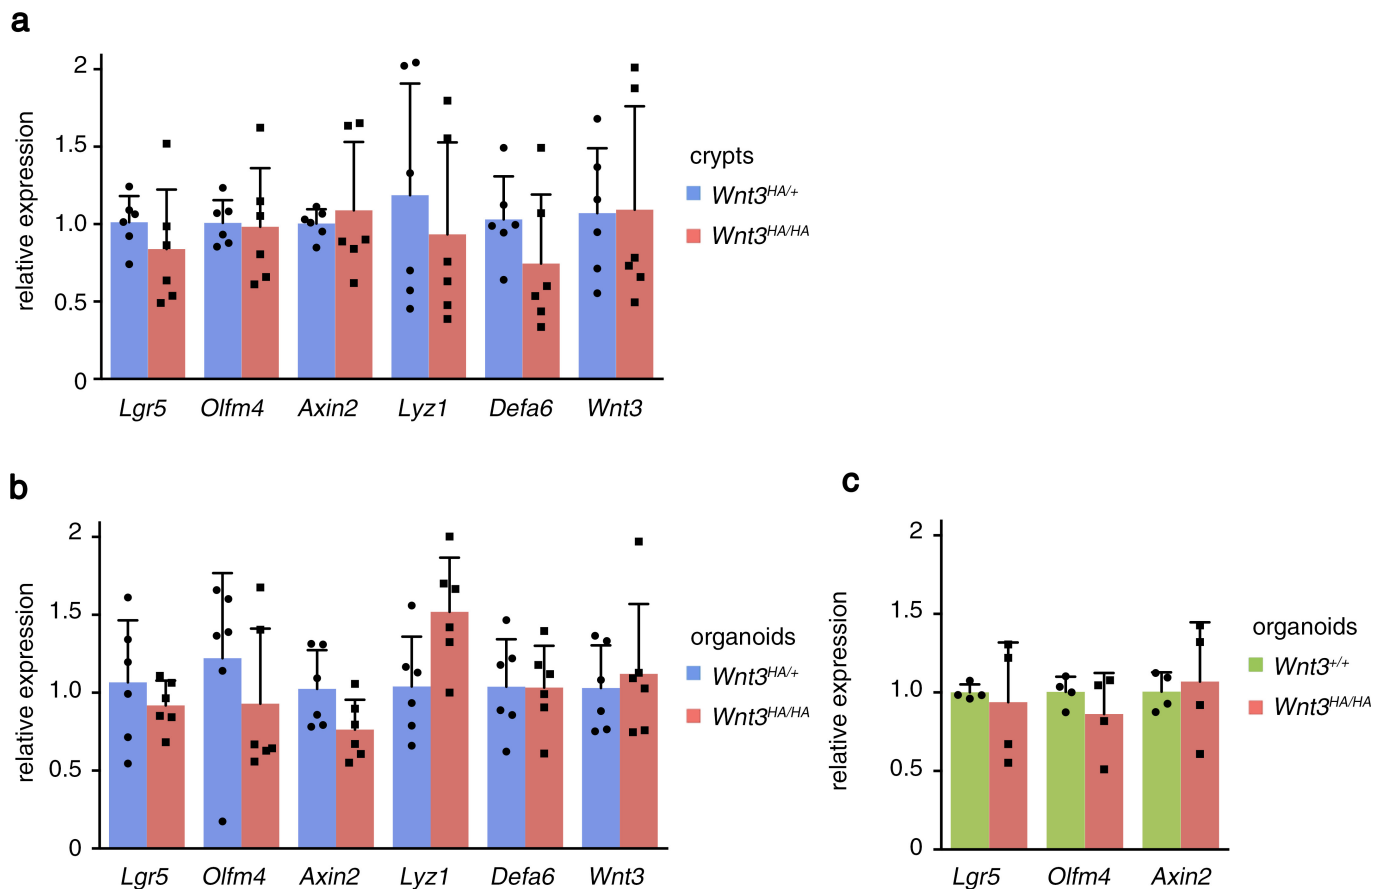 a
relative expression
2
1.5
1.0
0.5
0
Lgr5 Olfm4 Axin2 Lyz1 Defa6 Wnt3
crypts
Wnt3HA/+
Wnt3HA/HA
b
relative expression
2
1.5
1.0
0.5
0
Lgr5 Olfm4 Axin2 Lyz1 Defa6 Wnt3
organoids
Wnt3HA/+
Wnt3HA/HA
c
relative expression
2
1.5
1.0
0.5
0
Lgr5 Olfm4 Axin2
organoids
Wnt3+/+
Wnt3HA/HA